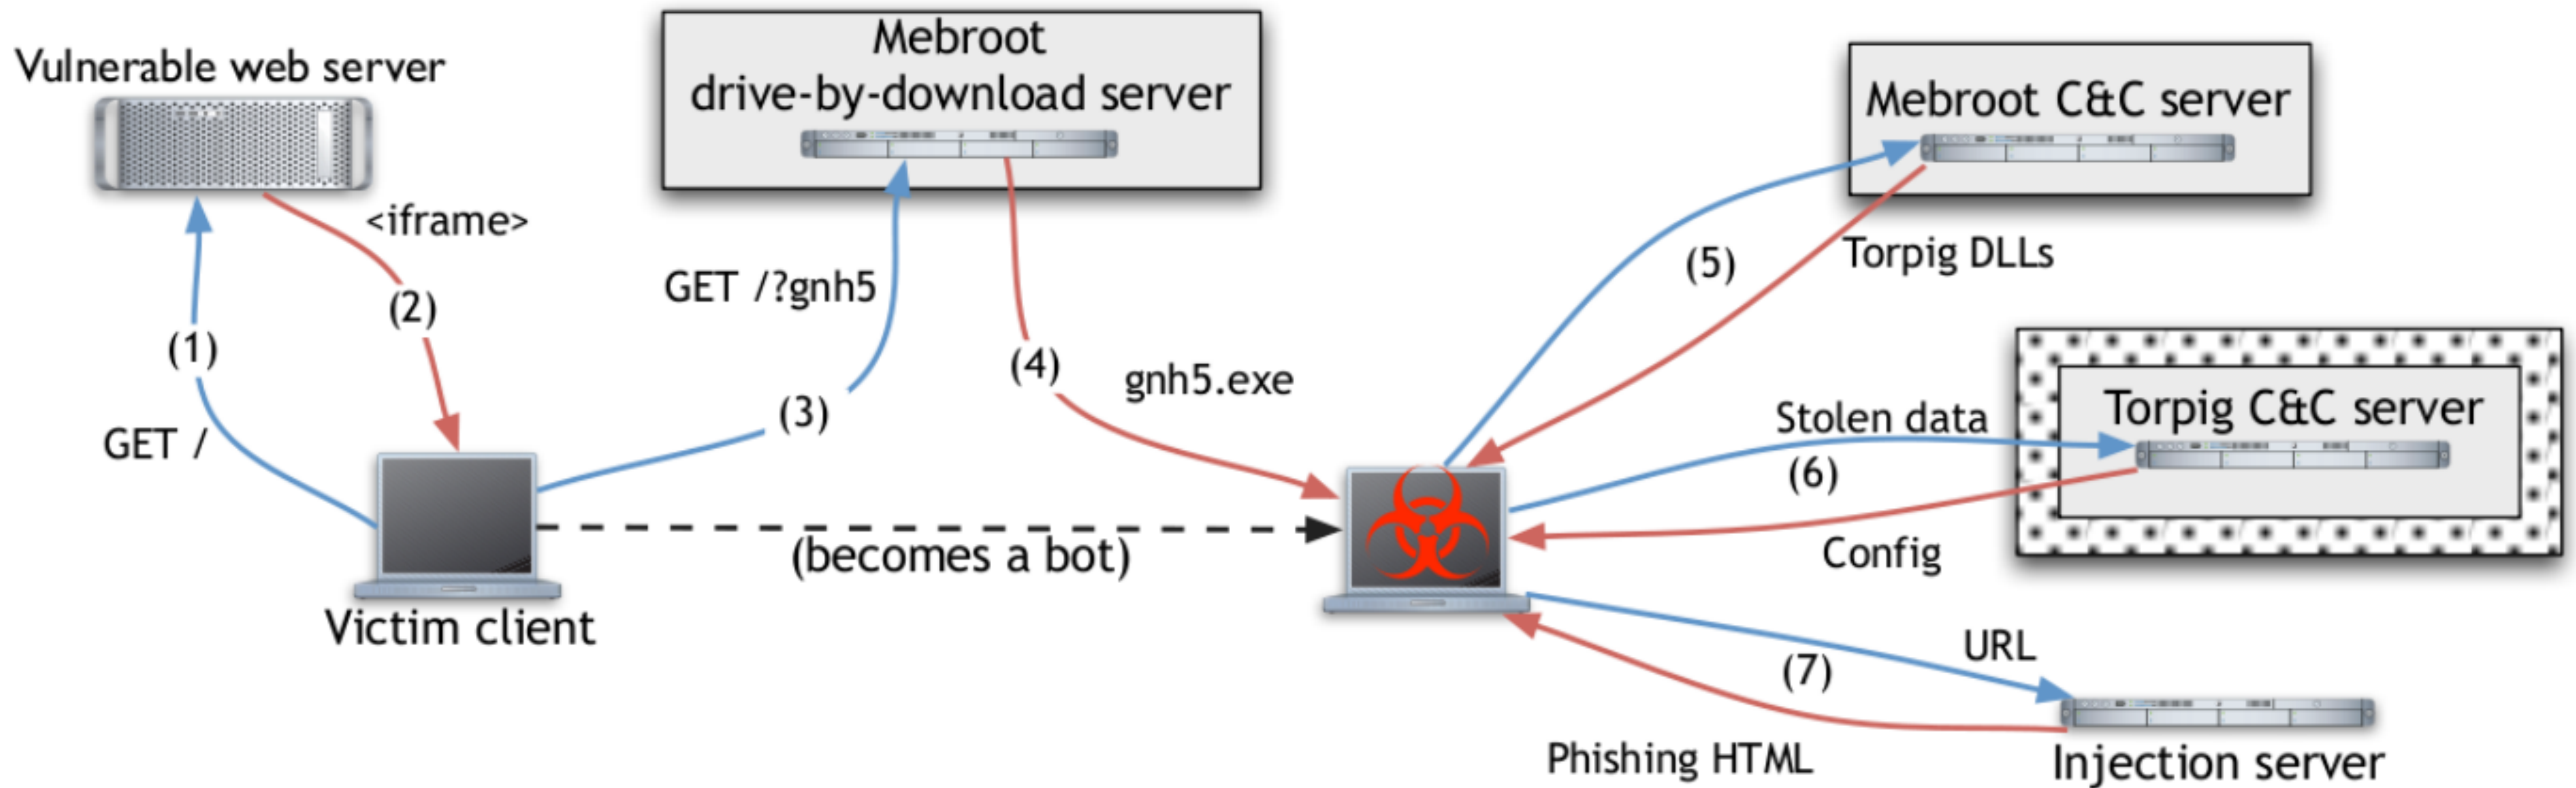 Vulnerable web server
<iframe>
(2)
(1)
GET /
Victim client
Mebroot
drive-by-download server
GET /?gnh5
(3)
(4)
gnh5.exe
(becomes a bot)
Mebroot C&C server
(5)
Torpig DLLs
Torpig C&C server
Stolen data
(6)
Config
URL
(7)
Phishing HTML
Injection server